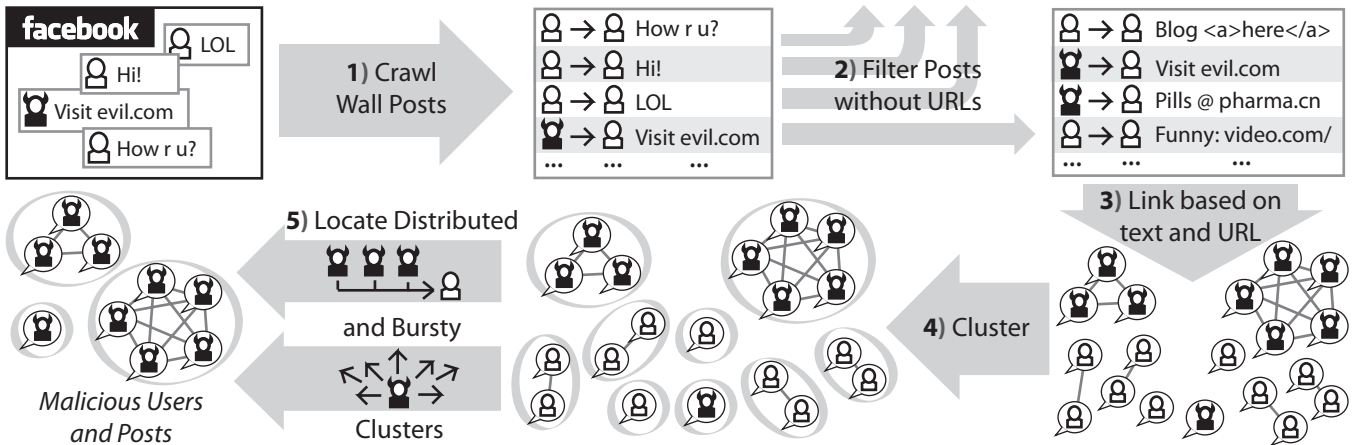 facebook
LOL
Hi!
Visit evil.com
How r u?
1) Crawl
Wall Posts
How r u?
Hi!
LOL
Visit evil.com
... ... ...
2) Filter Posts
without URLs
Blog <a>here</a>
Visit evil.com
Pills @ pharma.cn
Funny: video.com/
... ... ...
3) Link based on
text and URL
4) Cluster
5) Locate Distributed
and Bursty
Clusters
Malicious Users
and Posts